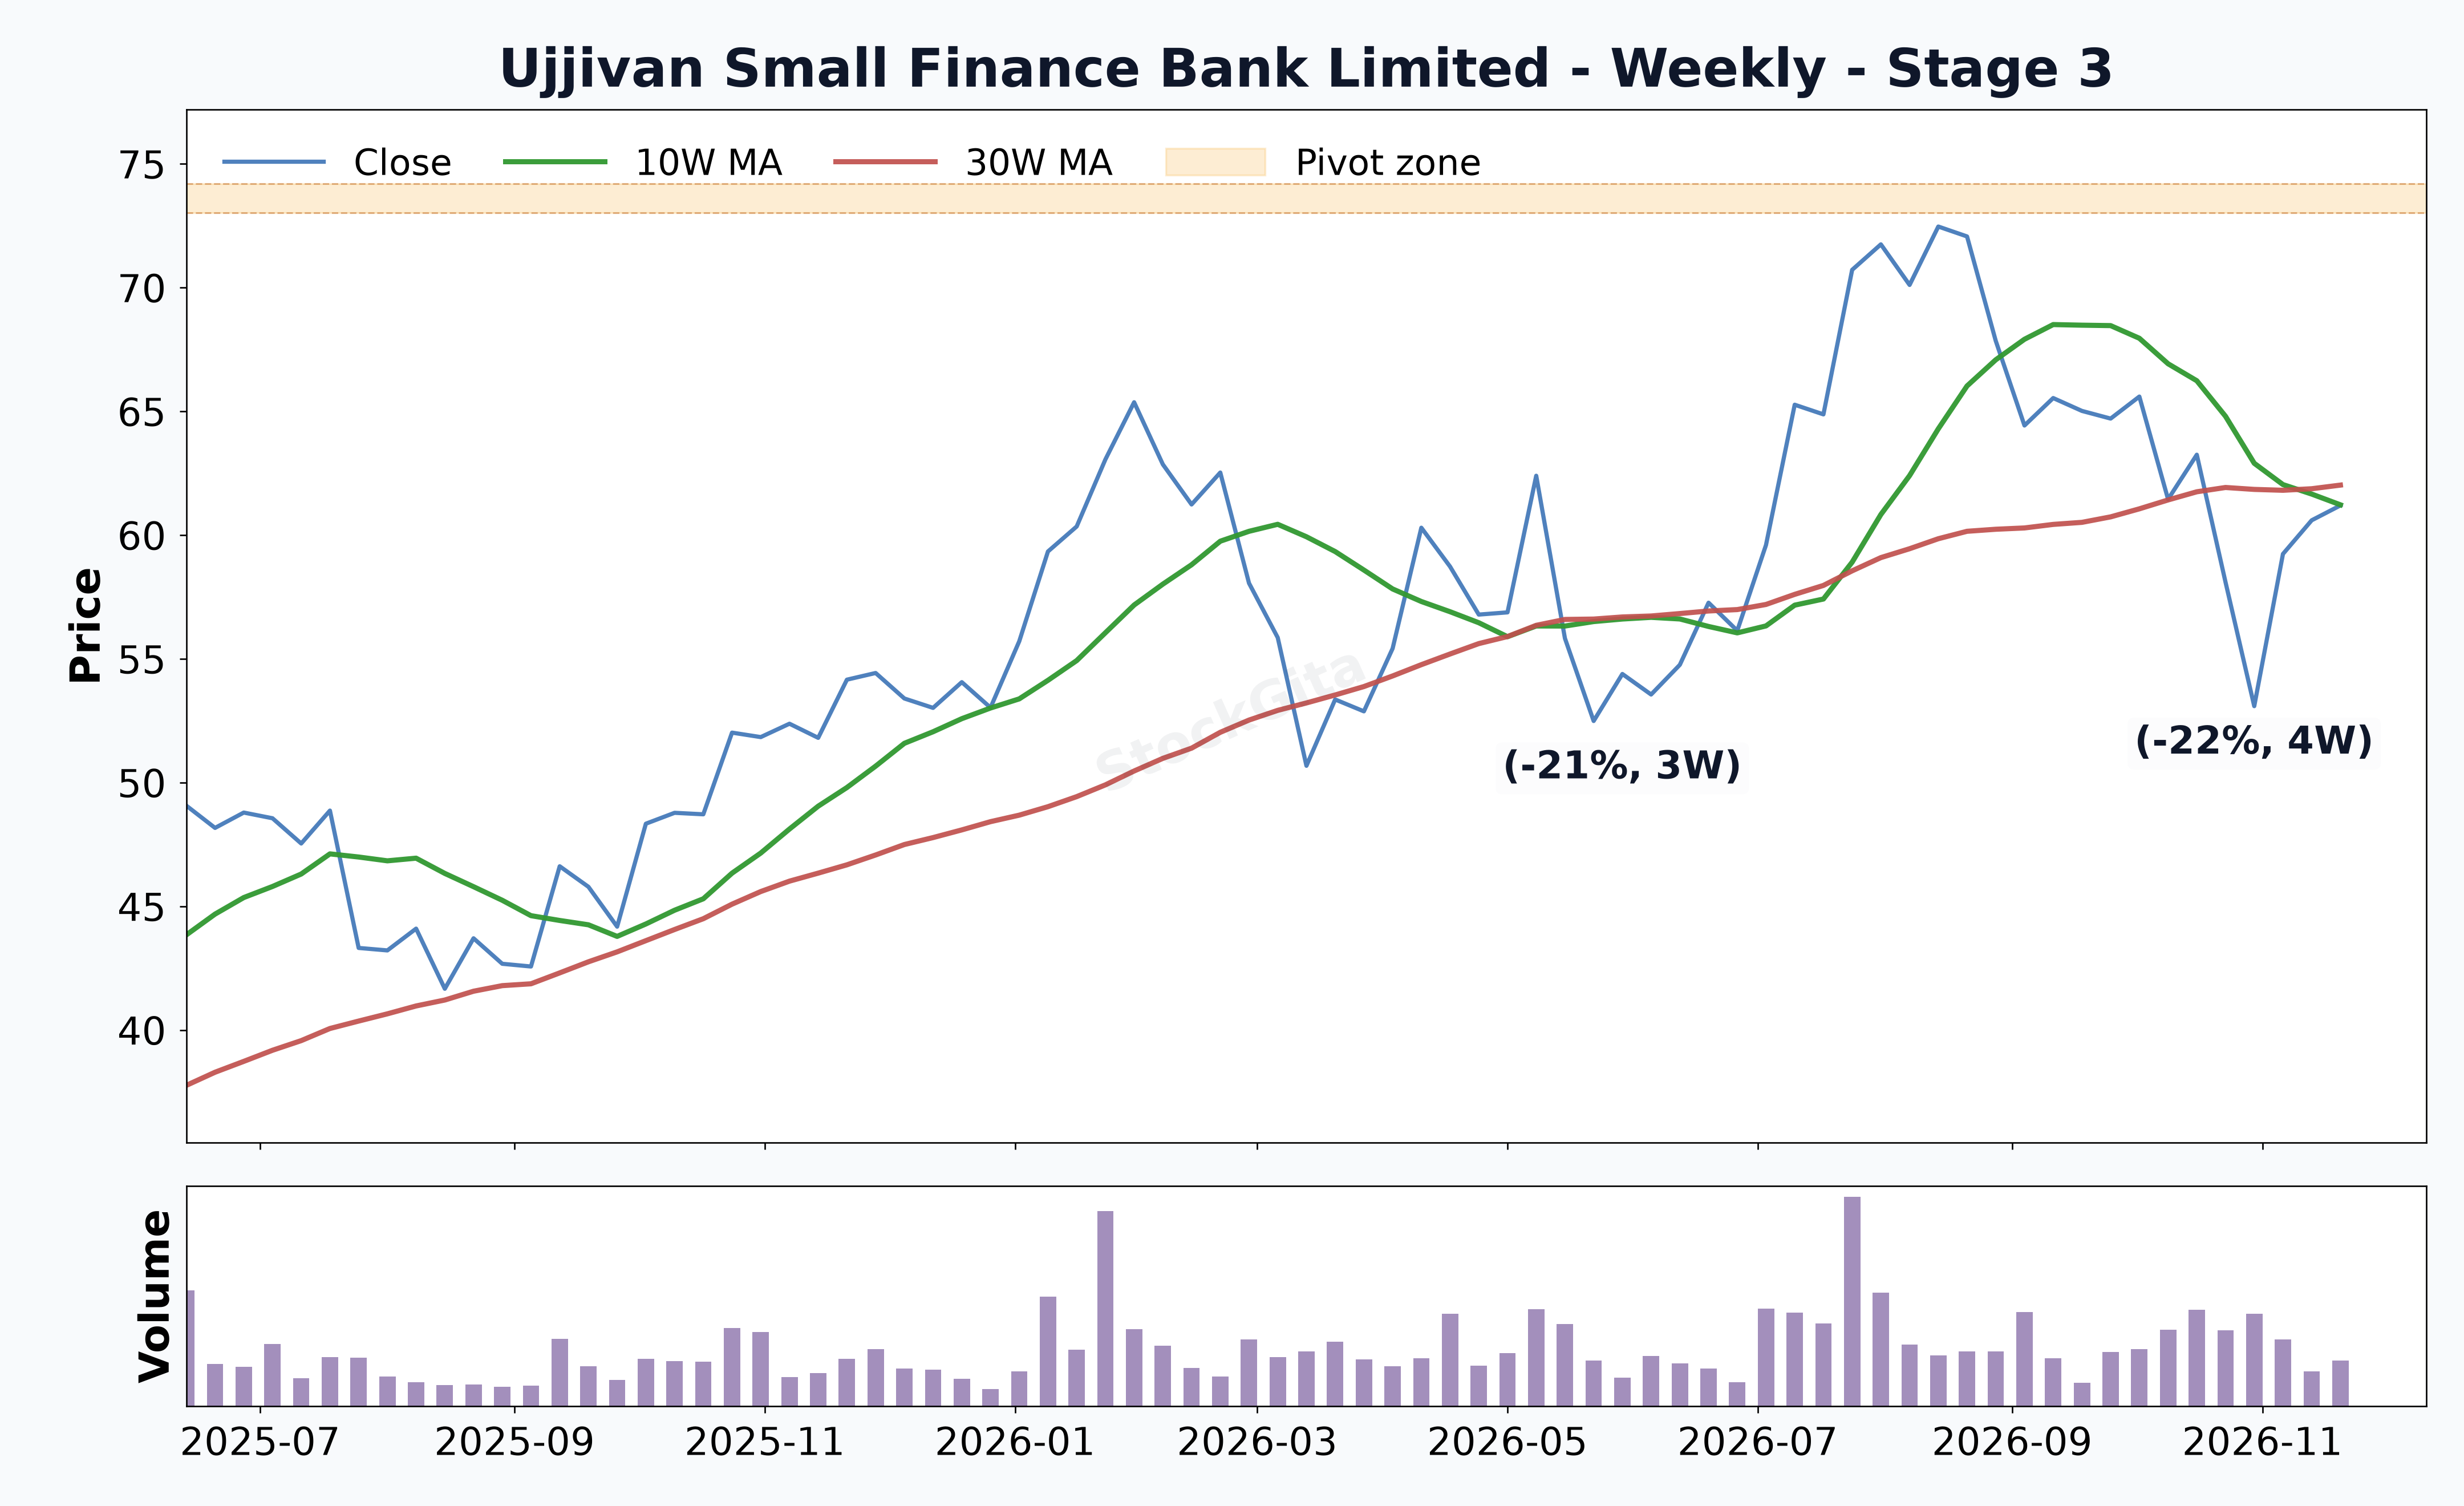 Ujjivan Small Finance Bank Limited - Weekly - Stage 3
Close 10W MA 30W MA Pivot zone
75
70
65
60
55
50
45
40
Price
StockGita
(-21%, 3W)
(-22%, 4W)
Volume
2025-07 2025-09 2025-11 2026-01 2026-03 2026-05 2026-07 2026-09 2026-11